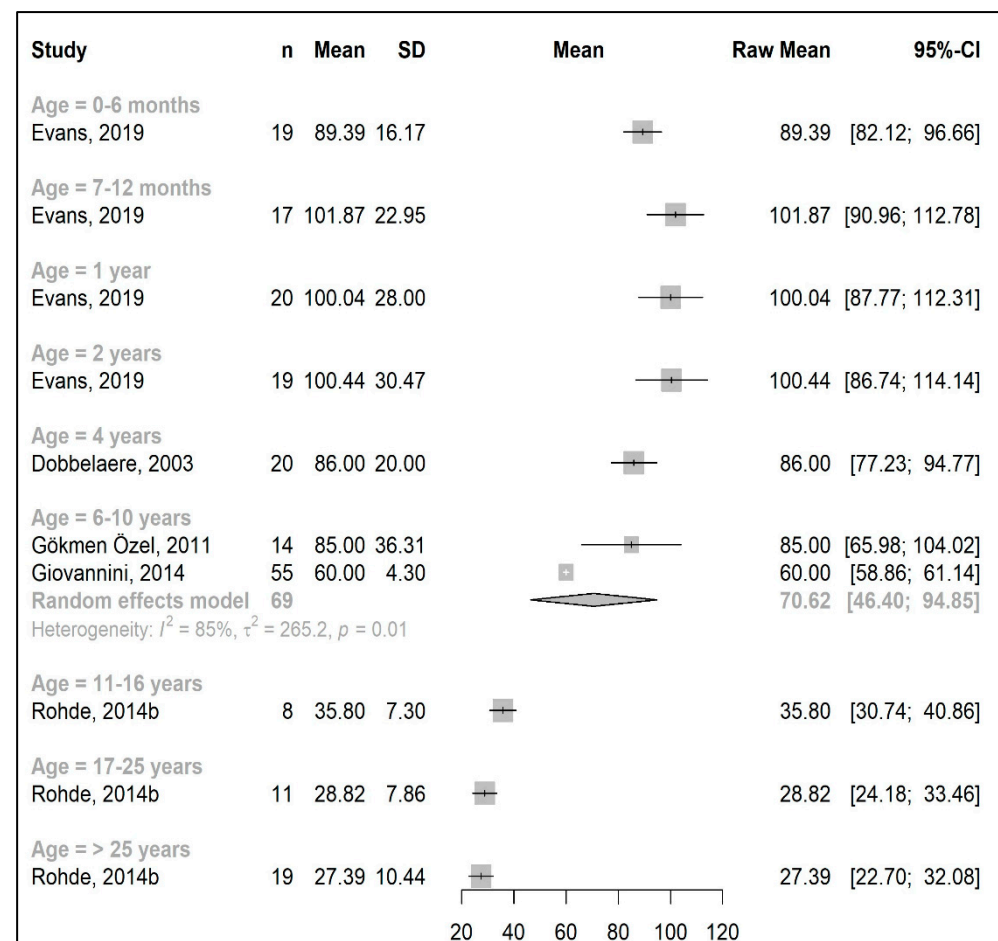 Study n Mean SD Mean Raw Mean 95%-CI
Age = 0-6 months
Evans, 2019 19 89.39 16.17 89.39 [82.12; 96.66]
Age = 7-12 months
Evans, 2019 17 101.87 22.95 101.87 [90.96; 112.78]
Age = 1 year
Evans, 2019 20 100.04 28.00 100.04 [87.77; 112.31]
Age = 2 years
Evans, 2019 19 100.44 30.47 100.44 [86.74; 114.14]
Age = 4 years
Dobbelaere, 2003 20 86.00 20.00 86.00 [77.23; 94.77]
Age = 6-10 years
Gökmen Özel, 2011 14 85.00 36.31 85.00 [65.98; 104.02]
Giovannini, 2014 55 60.00 4.30 60.00 [58.86; 61.14]
Random effects model 69 70.62 [46.40; 94.85]
Heterogeneity: I² = 85%, τ² = 265.2, p = 0.01
Age = 11-16 years
Rohde, 2014b 8 35.80 7.30 35.80 [30.74; 40.86]
Age = 17-25 years
Rohde, 2014b 11 28.82 7.86 28.82 [24.18; 33.46]
Age = > 25 years
Rohde, 2014b 19 27.39 10.44 27.39 [22.70; 32.08]
20 40 60 80 100 120